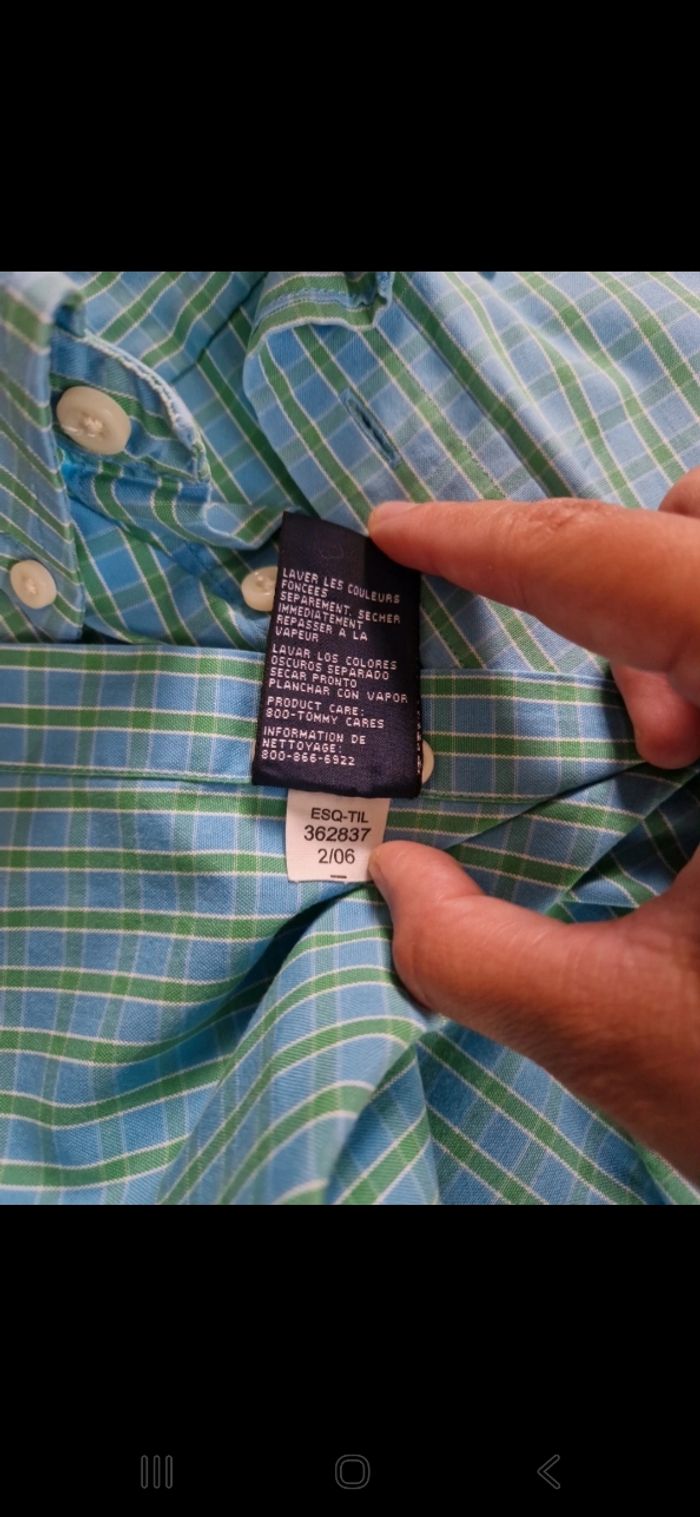 LAVER LES COULEURS
FONCEES
SEPAREMENT. SECHER
IMMEDIATEMENT
REPASSER A LA
VAPEUR
LAVAR LOS COLORES
OSCUROS SEPARADO
SECAR PRONTO
PLANCHAR CON VAPOR
PRODUCT CARE:
800-TOMMY CARES
INFORMATION DE
NETTOYAGE:
800-866-6922
ESQ-TIL
362837
2/06